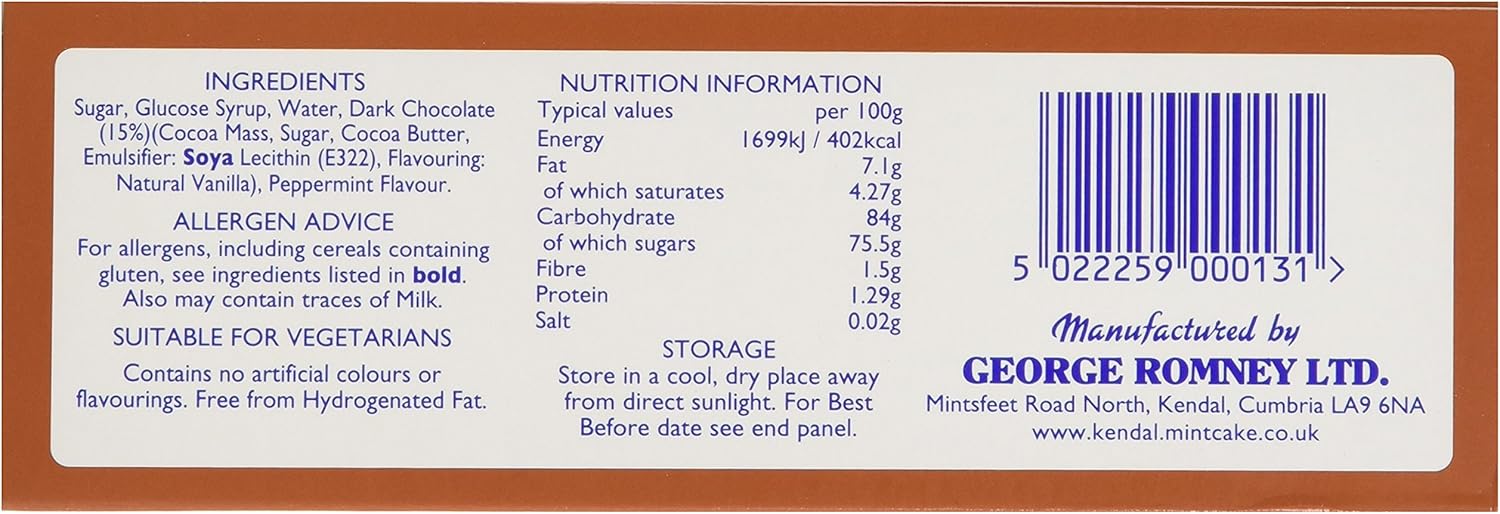 INGREDIENTS
Sugar, Glucose Syrup, Water, Dark Chocolate
(15%)(Cocoa Mass, Sugar, Cocoa Butter,
Emulsifier: Soya Lecithin (E322), Flavouring:
Natural Vanilla), Peppermint Flavour.
ALLERGEN ADVICE
For allergens, including cereals containing
gluten, see ingredients listed in bold.
Also may contain traces of Milk.
SUITABLE FOR VEGETARIANS
Contains no artificial colours or
flavourings. Free from Hydrogenated Fat.
NUTRITION INFORMATION
Typical values per 100g
Energy 1699kJ / 402kcal
Fat 7.1g
of which saturates 4.27g
Carbohydrate 84g
of which sugars 75.5g
Fibre 1.5g
Protein 1.29g
Salt 0.02g
STORAGE
Store in a cool, dry place away
from direct sunlight. For Best
Before date see end panel.
5 022259 000131 >
Manufactured by
GEORGE ROMNEY LTD.
Mintsfeet Road North, Kendal, Cumbria LA9 6NA
www.kendal.mintcake.co.uk